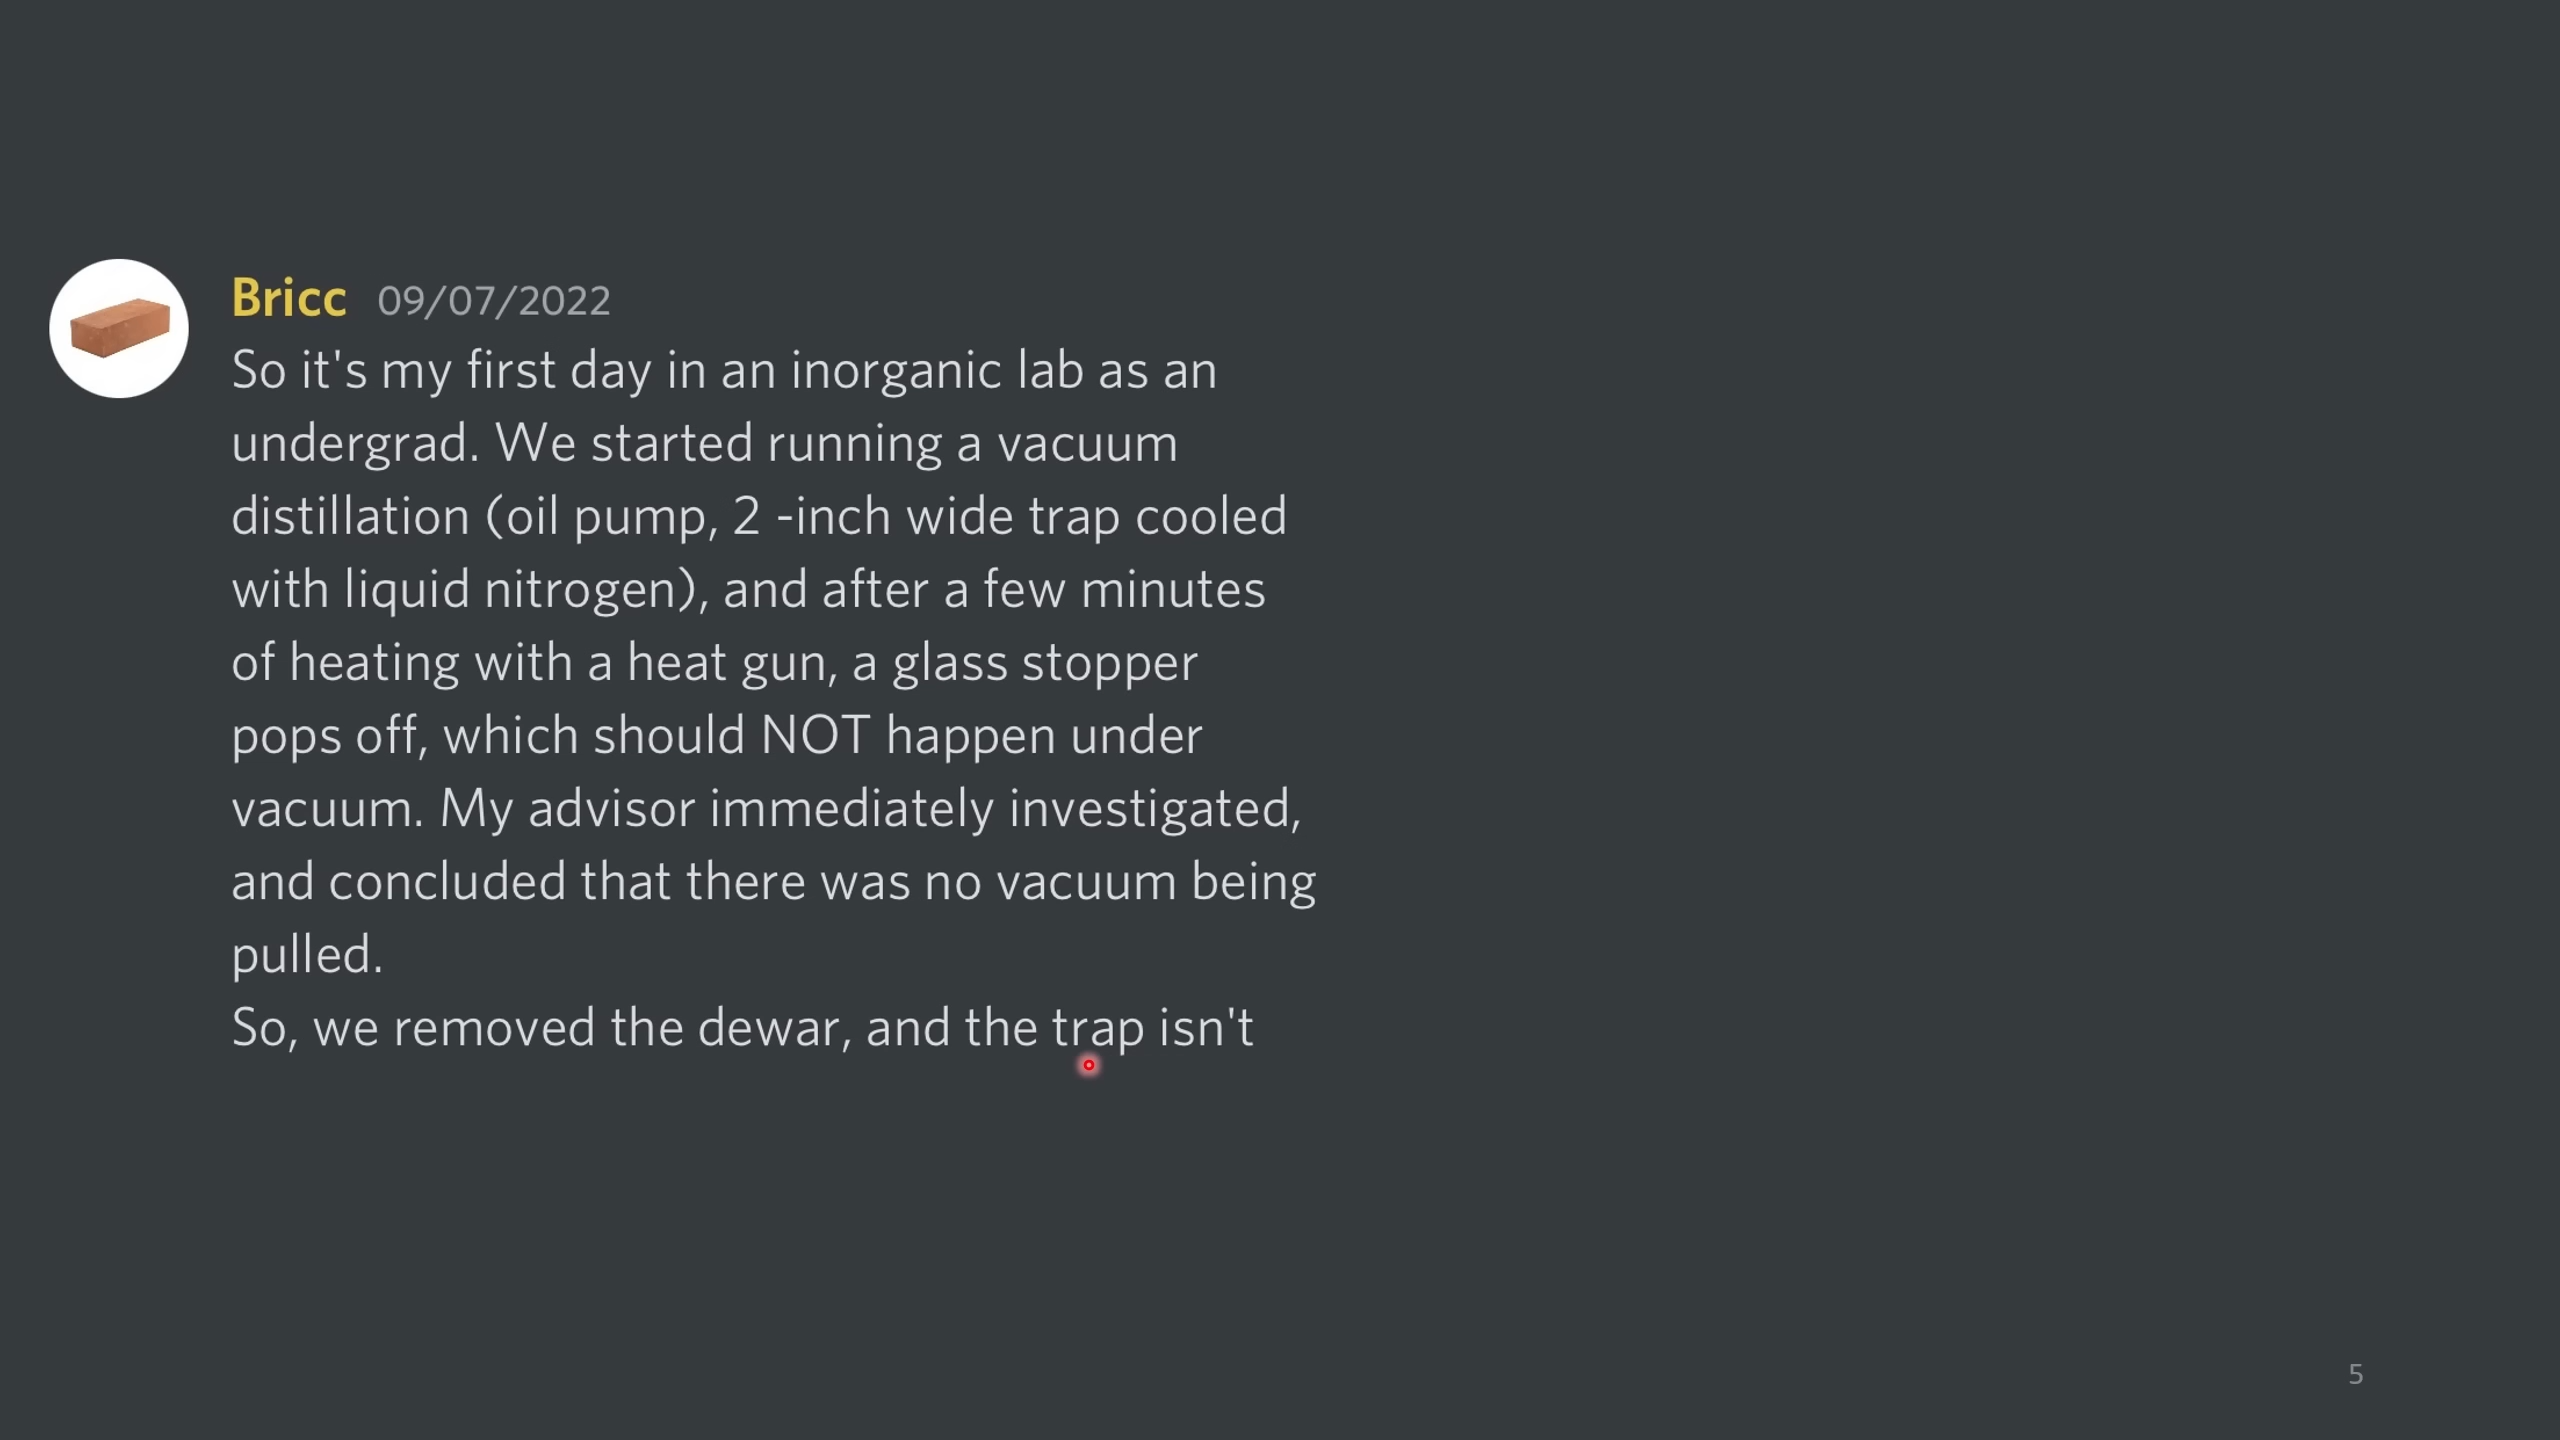 Bricc 09/07/2022
So it's my first day in an inorganic lab as an
undergrad. We started running a vacuum
distillation (oil pump, 2 -inch wide trap cooled
with liquid nitrogen), and after a few minutes
of heating with a heat gun, a glass stopper
pops off, which should NOT happen under
vacuum. My advisor immediately investigated,
and concluded that there was no vacuum being
pulled.
So, we removed the dewar, and the trap isn't
5